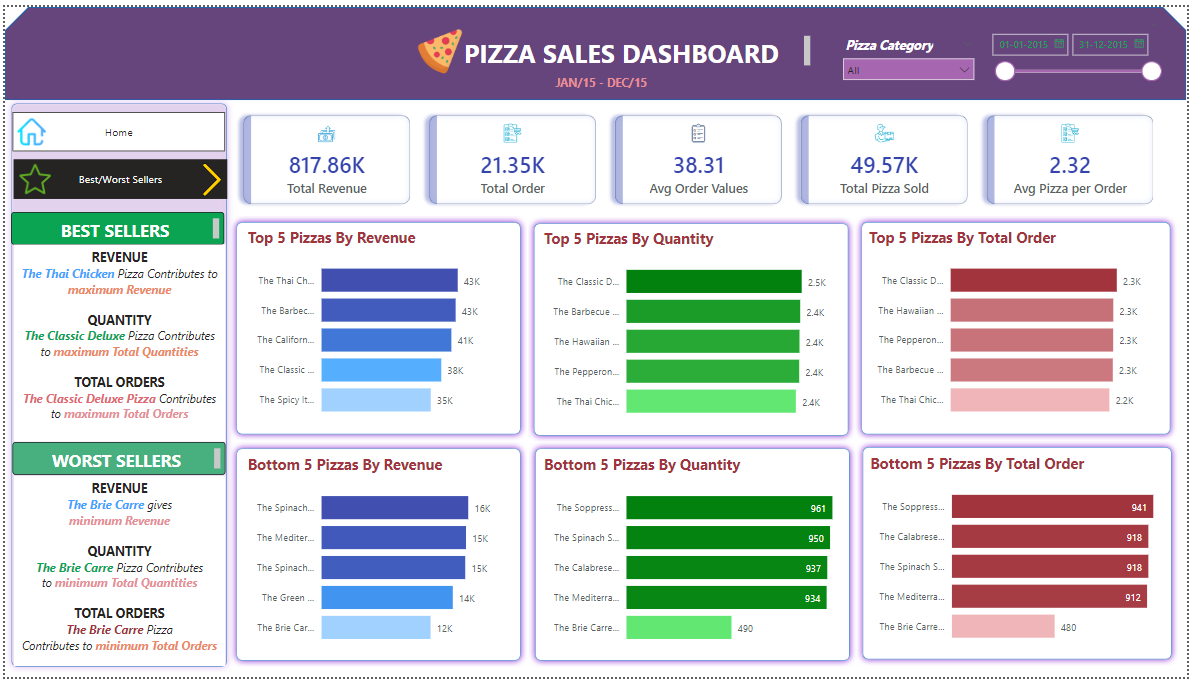 PIZZA SALES DASHBOARD
JAN/15 - DEC/15
Pizza Category
All
01-01-2015
31-12-2015
Home
Best/Worst Sellers
BEST SELLERS
REVENUE
The Thai Chicken Pizza Contributes to
maximum Revenue
QUANTITY
The Classic Deluxe Pizza Contributes
to maximum Total Quantities
TOTAL ORDERS
The Classic Deluxe Pizza Contributes
to maximum Total Orders
WORST SELLERS
REVENUE
The Brie Carre gives
minimum Revenue
QUANTITY
The Brie Carre Pizza Contributes
to minimum Total Quantities
TOTAL ORDERS
The Brie Carre Pizza
Contributes to minimum Total Orders
817.86K
Total Revenue
21.35K
Total Order
38.31
Avg Order Values
49.57K
Total Pizza Sold
2.32
Avg Pizza per Order
Top 5 Pizzas By Revenue
The Thai Ch... 43K
The Barbec... 43K
The Californ... 41K
The Classic ... 38K
The Spicy It... 35K
Top 5 Pizzas By Quantity
The Classic D... 2.5K
The Barbecue ... 2.4K
The Hawaiian ... 2.4K
The Pepperon... 2.4K
The Thai Chic... 2.4K
Top 5 Pizzas By Total Order
The Classic D... 2.3K
The Hawaiian ... 2.3K
The Pepperon... 2.3K
The Barbecue ... 2.3K
The Thai Chic... 2.2K
Bottom 5 Pizzas By Revenue
The Spinach... 16K
The Mediter... 15K
The Spinach... 15K
The Green ... 14K
The Brie Car... 12K
Bottom 5 Pizzas By Quantity
The Soppress... 961
The Spinach S... 950
The Calabrese... 937
The Mediterra... 934
The Brie Carre... 490
Bottom 5 Pizzas By Total Order
The Soppress... 941
The Calabrese... 918
The Spinach S... 918
The Mediterra... 912
The Brie Carre... 480